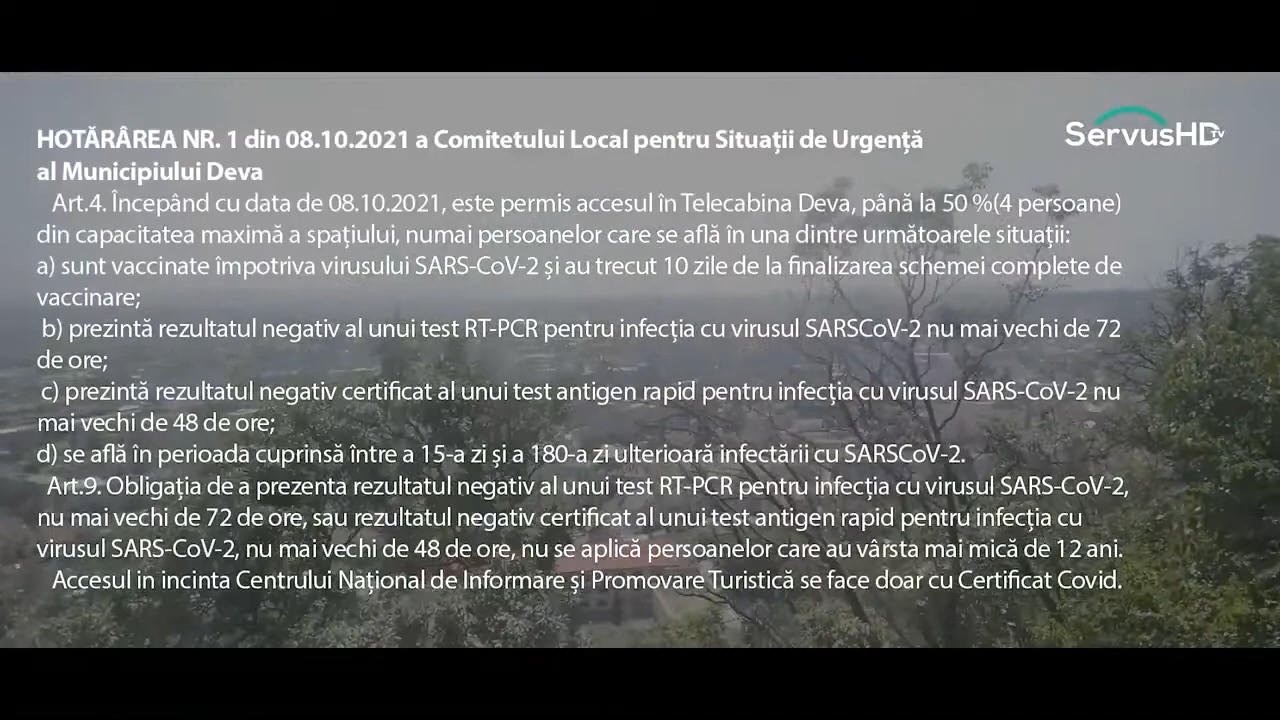 HOTĂRÂREA NR. 1 din 08.10.2021 a Comitetului Local pentru Situații de Urgență
al Municipiului Deva
Art.4. Începând cu data de 08.10.2021, este permis accesul în Telecabina Deva, până la 50 %(4 persoane)
din capacitatea maximă a spațiului, numai persoanelor care se află în una dintre următoarele situații:
a) sunt vaccinate împotriva virusului SARS-CoV-2 și au trecut 10 zile de la finalizarea schemei complete de
vaccinare;
b) prezintă rezultatul negativ al unui test RT-PCR pentru infecția cu virusul SARSCoV-2 nu mai vechi de 72
de ore;
c) prezintă rezultatul negativ certificat al unui test antigen rapid pentru infecția cu virusul SARS-CoV-2 nu
mai vechi de 48 de ore;
d) se află în perioada cuprinsă între a 15-a zi și a 180-a zi ulterioară infectării cu SARSCoV-2.
Art.9. Obligația de a prezenta rezultatul negativ al unui test RT-PCR pentru infecția cu virusul SARS-CoV-2,
nu mai vechi de 72 de ore, sau rezultatul negativ certificat al unui test antigen rapid pentru infecția cu
virusul SARS-CoV-2, nu mai vechi de 48 de ore, nu se aplică persoanelor care au vârsta mai mică de 12 ani.
Accesul in incinta Centrului Național de Informare și Promovare Turistică se face doar cu Certificat Covid.
ServusHD TV